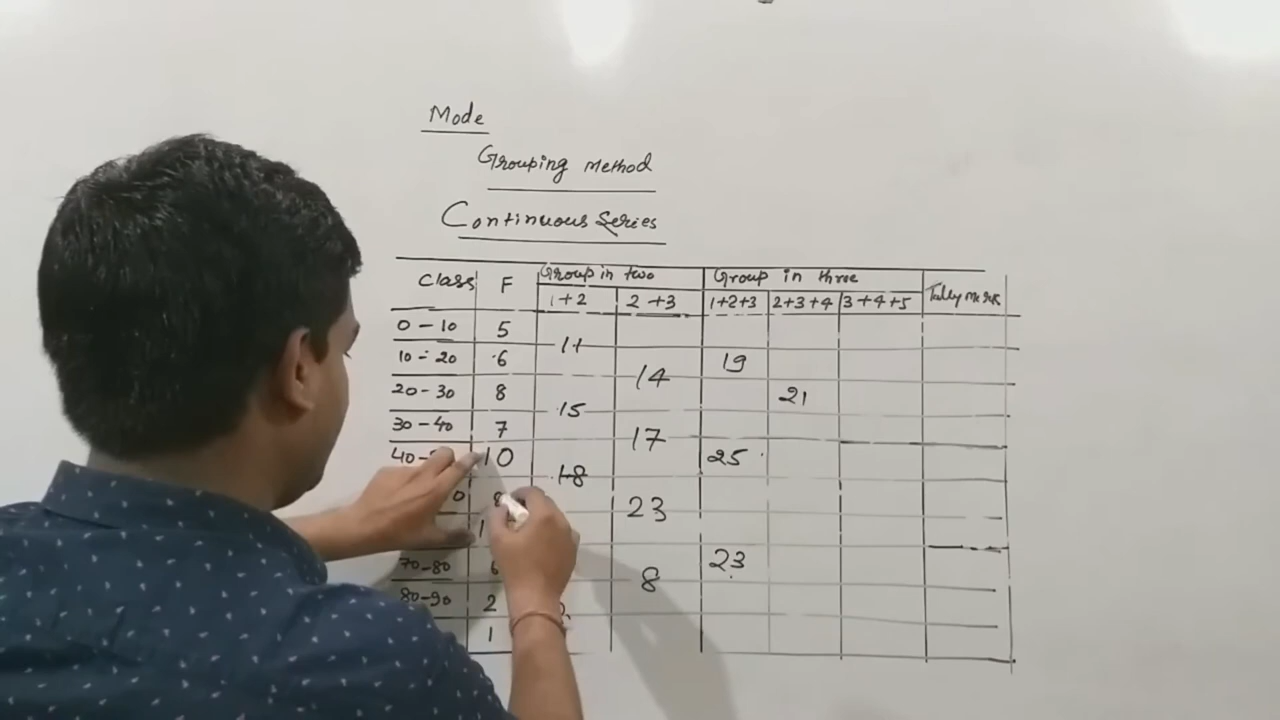 Mode
Grouping Method
Continuous Series
Class F Group in two Group in three Tally Mark
1+2 2+3 1+2+3 2+3+4 3+4+5
0-10 5
11
10-20 6 19
14
20-30 8 21
15
30-40 7
17
10 25
18
0 23
70-80 23
8
80-90 2
1